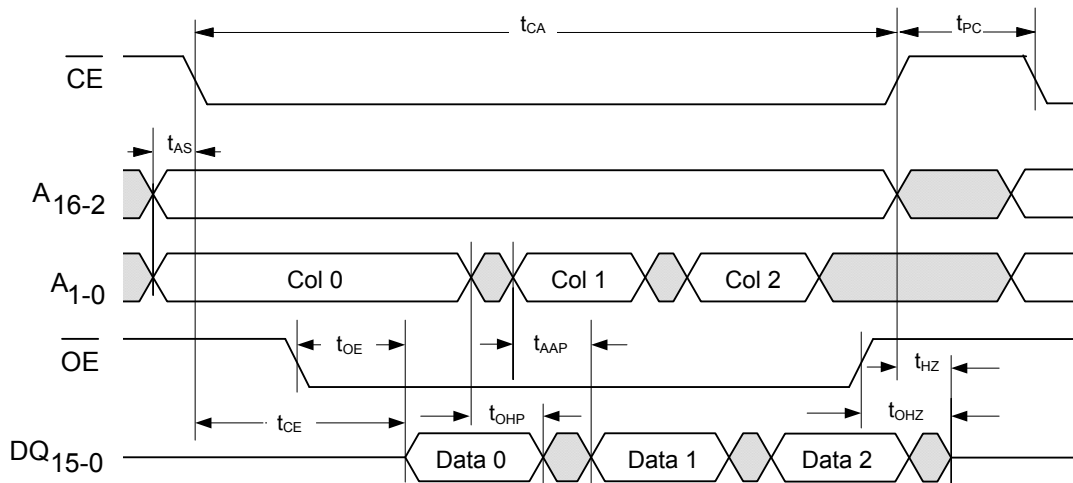 tCA
tPC
CE
tAS
A16-2
A1-0
Col 0
Col 1
Col 2
OE
tOE
tAAP
tHZ
tCE
tOHP
tOHZ
DQ15-0
Data 0
Data 1
Data 2